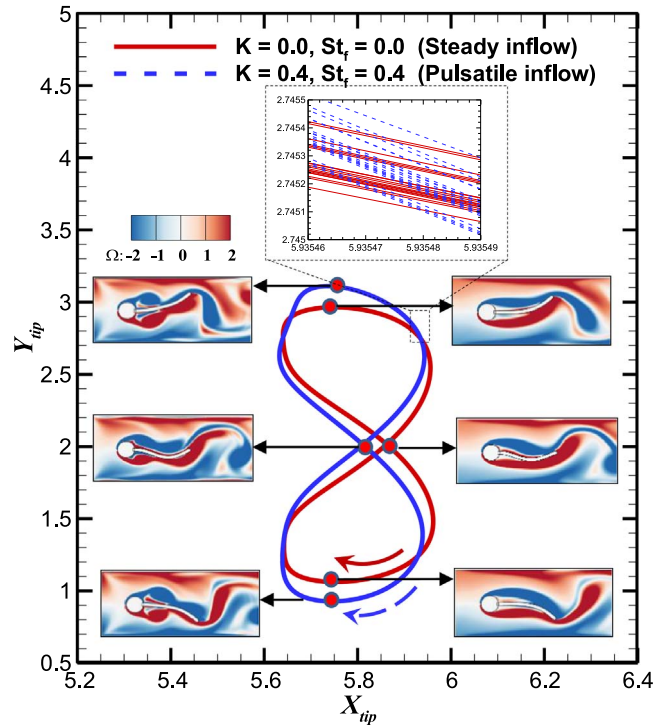 K = 0.0, St_f = 0.0 (Steady inflow)
K = 0.4, St_f = 0.4 (Pulsatile inflow)
2.7455
2.7454
2.7453
2.7452
2.7451
2.745
5.93546 5.93547 5.93548 5.93549
Ω: -2 -1 0 1 2
5
4.5
4
3.5
3
2.5
2
1.5
1
0.5
Y_tip
5.2 5.4 5.6 5.8 6 6.2 6.4
X_tip